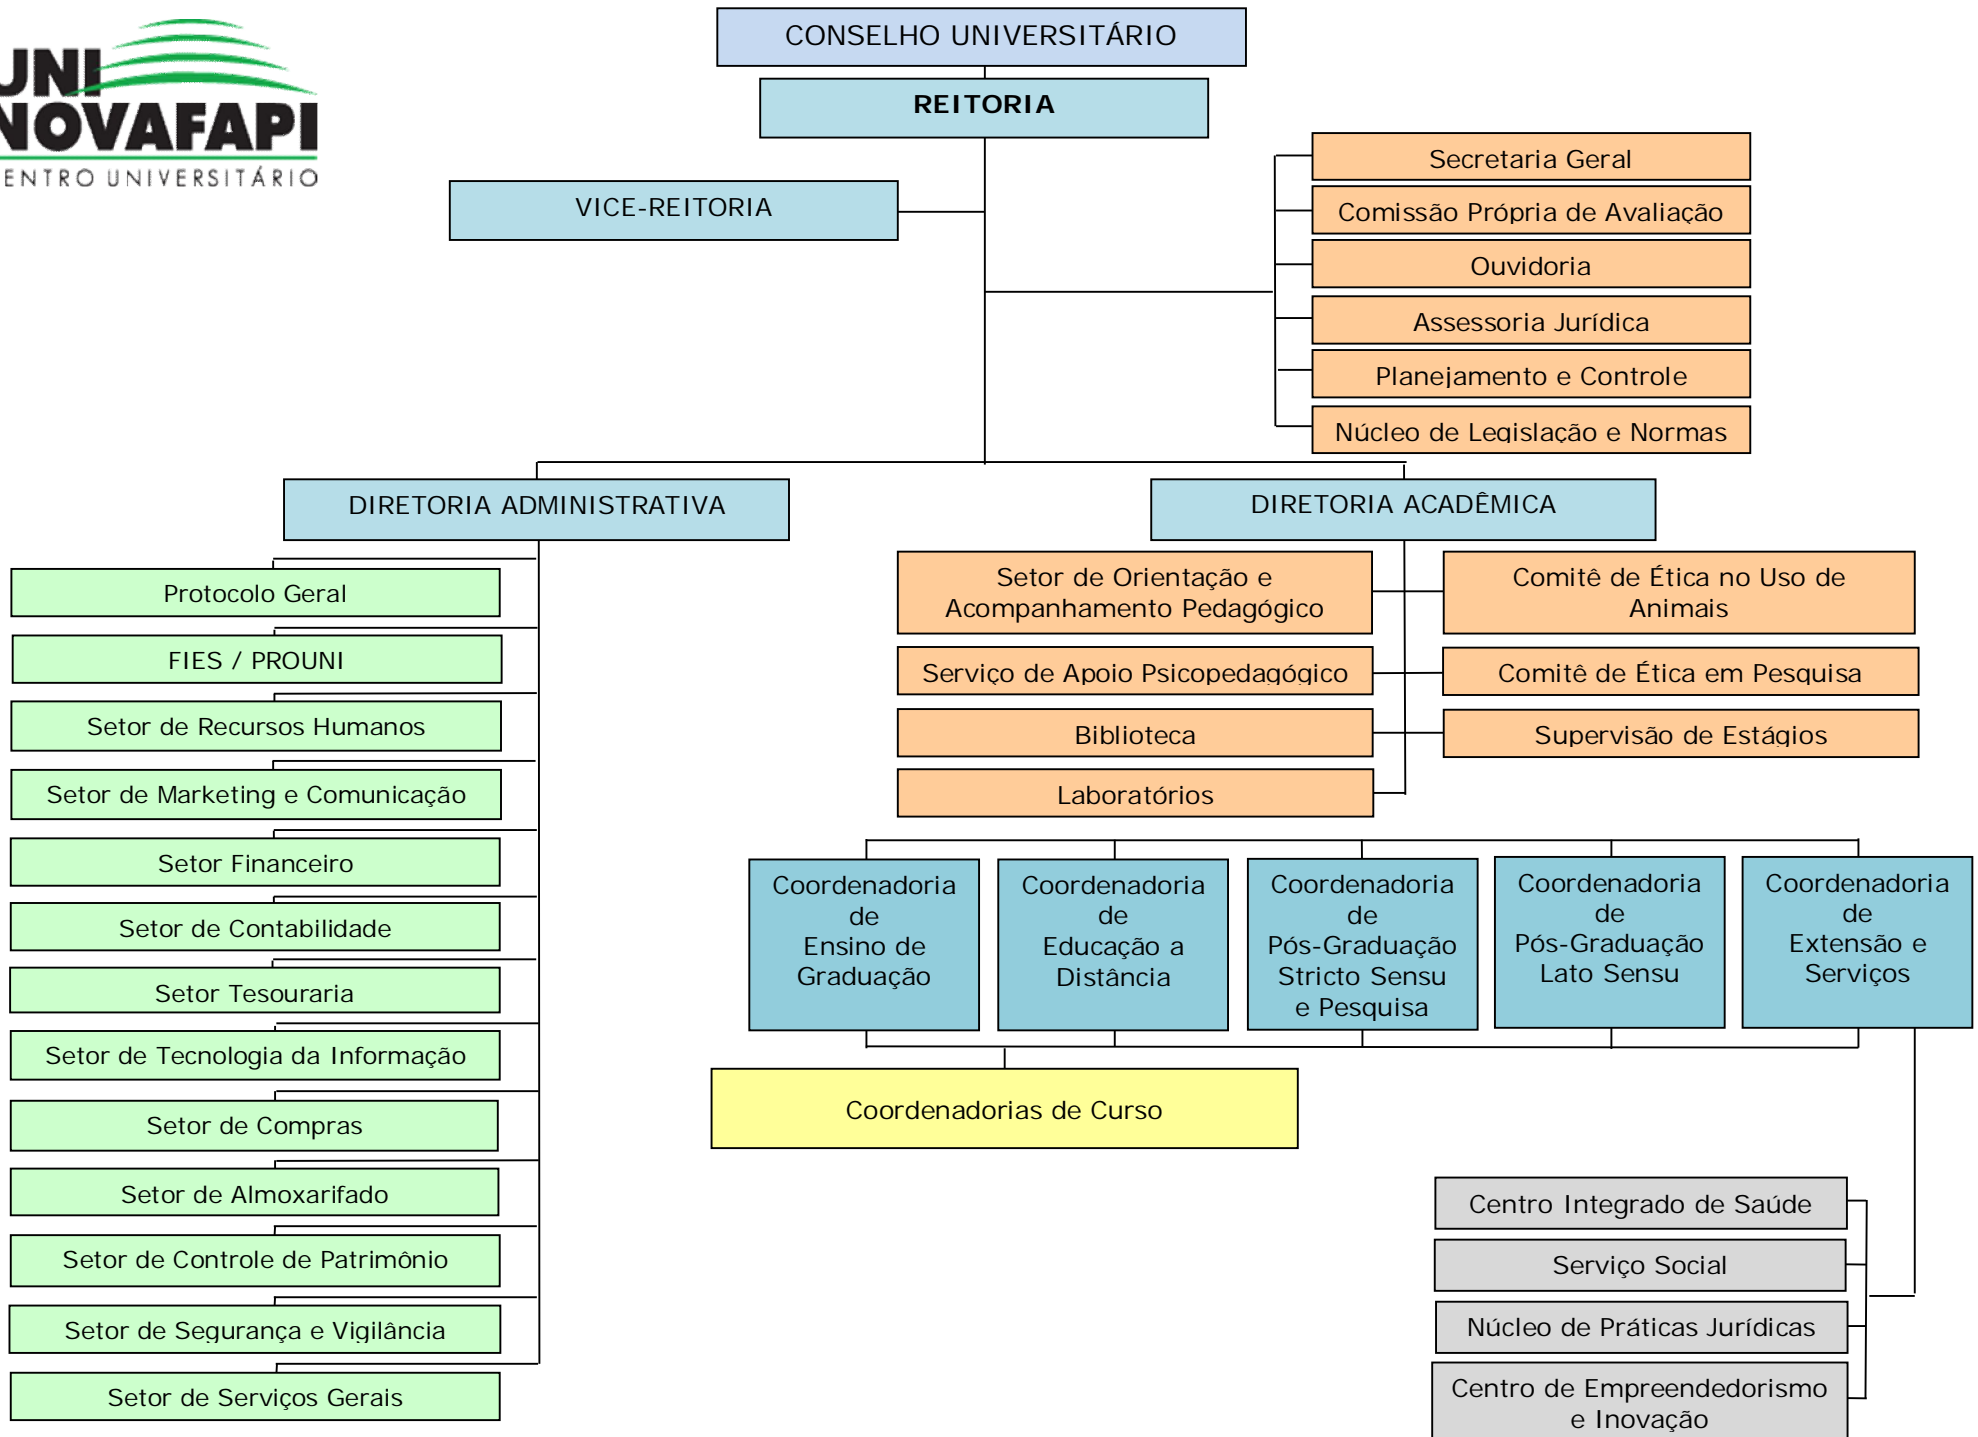 UNI
NOVAFAPI
CENTRO UNIVERSITÁRIO
CONSELHO UNIVERSITÁRIO
REITORIA
VICE-REITORIA
Secretaria Geral
Comissão Própria de Avaliação
Ouvidoria
Assessoria Jurídica
Planejamento e Controle
Núcleo de Legislação e Normas
DIRETORIA ADMINISTRATIVA
Protocolo Geral
FIES / PROUNI
Setor de Recursos Humanos
Setor de Marketing e Comunicação
Setor Financeiro
Setor de Contabilidade
Setor Tesouraria
Setor de Tecnologia da Informação
Setor de Compras
Setor de Almoxarifado
Setor de Controle de Patrimônio
Setor de Segurança e Vigilância
Setor de Serviços Gerais
DIRETORIA ACADÊMICA
Setor de Orientação e
Acompanhamento Pedagógico
Comitê de Ética no Uso de
Animais
Serviço de Apoio Psicopedagógico
Comitê de Ética em Pesquisa
Biblioteca
Supervisão de Estágios
Laboratórios
Coordenadoria
de
Ensino de
Graduação
Coordenadoria
de
Educação a
Distância
Coordenadoria
de
Pós-Graduação
Stricto Sensu
e Pesquisa
Coordenadoria
de
Pós-Graduação
Lato Sensu
Coordenadoria
de
Extensão e
Serviços
Coordenadorias de Curso
Centro Integrado de Saúde
Serviço Social
Núcleo de Práticas Jurídicas
Centro de Empreendedorismo
e Inovação